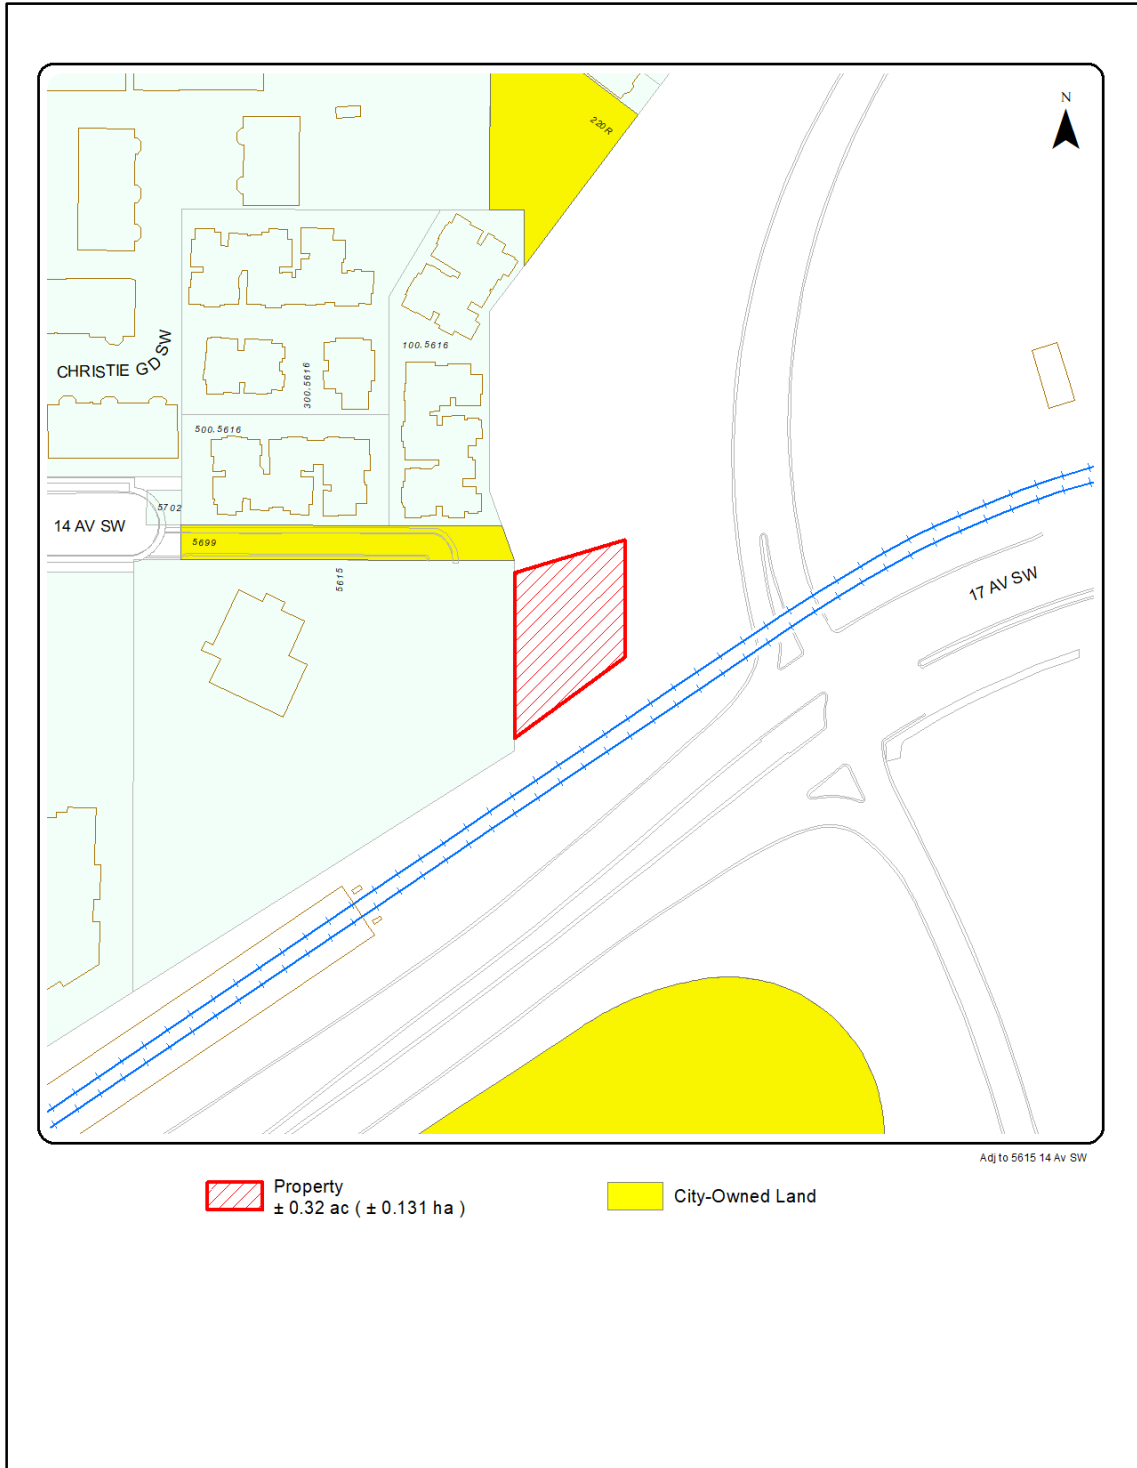 N
220R
CHRISTIE GD SW
100.5616
300.5616
500.5616
5702
14 AV SW
5699
5615
17 AV SW
Adj to 5615 14 Av SW
Property
± 0.32 ac ( ± 0.131 ha )
City-Owned Land